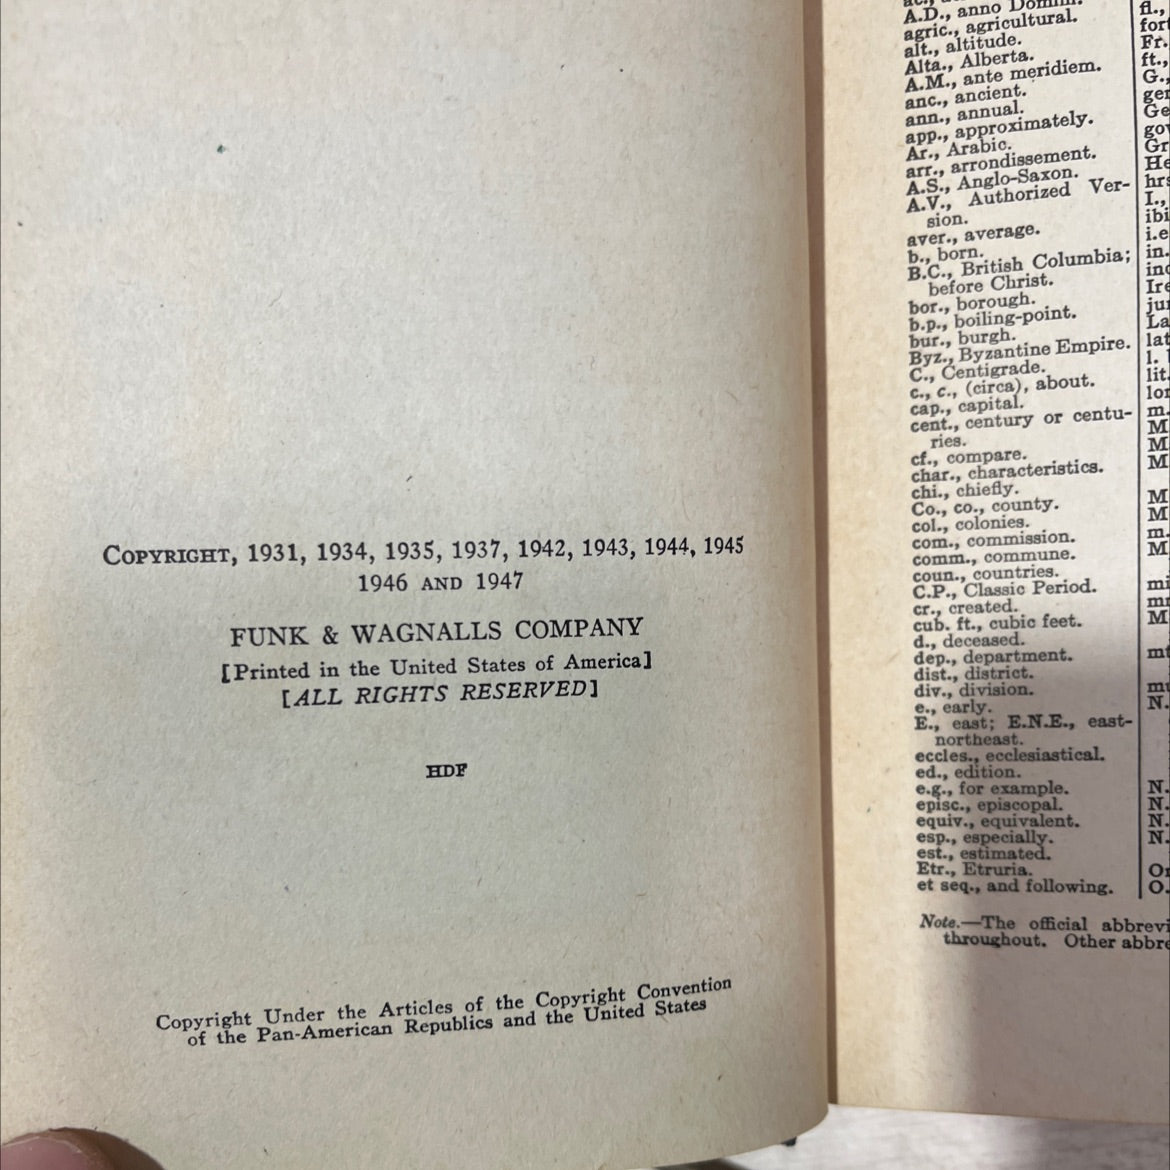 COPYRIGHT, 1931, 1934, 1935, 1937, 1942, 1943, 1944, 1945
1946 AND 1947
FUNK & WAGNALLS COMPANY
[Printed in the United States of America]
[ALL RIGHTS RESERVED]
HDF
Copyright Under the Articles of the Copyright Convention
of the Pan-American Republics and the United States
A.D., anno Domini.
agric., agricultural.
alt., altitude.
Alta., Alberta.
A.M., ante meridiem.
anc., ancient.
ann., annual.
app., approximately.
Ar., Arabic.
arr., arrondissement.
A.S., Anglo-Saxon.
A.V., Authorized Ver-
sion.
aver., average.
b., born.
B.C., British Columbia;
before Christ.
bor., borough.
b.p., boiling-point.
bur., burgh.
Byz., Byzantine Empire.
C., Centigrade.
c., c., (circa), about.
cap., capital.
cent., century or centu-
ries.
cf., compare.
char., characteristics.
chi., chiefly.
Co., co., county.
col., colonies.
com., commission.
comm., commune.
coun., countries.
C.P., Classic Period.
cr., created.
cub. ft., cubic feet.
d., deceased.
dep., department.
dist., district.
div., division.
e., early.
E., east; E.N.E., east-
northeast.
eccles., ecclesiastical.
ed., edition.
e.g., for example.
episc., episcopal.
equiv., equivalent.
esp., especially.
est., estimated.
Etr., Etruria.
et seq., and following.
fl.,
Fr.
ft.,
G.,
I.,
i.e
in.
l.
lit.
m.
M
M
M
M
M
m.
M
M
N.
N.
N.
N.
N.
O.
Note.—The official
throughout. Other